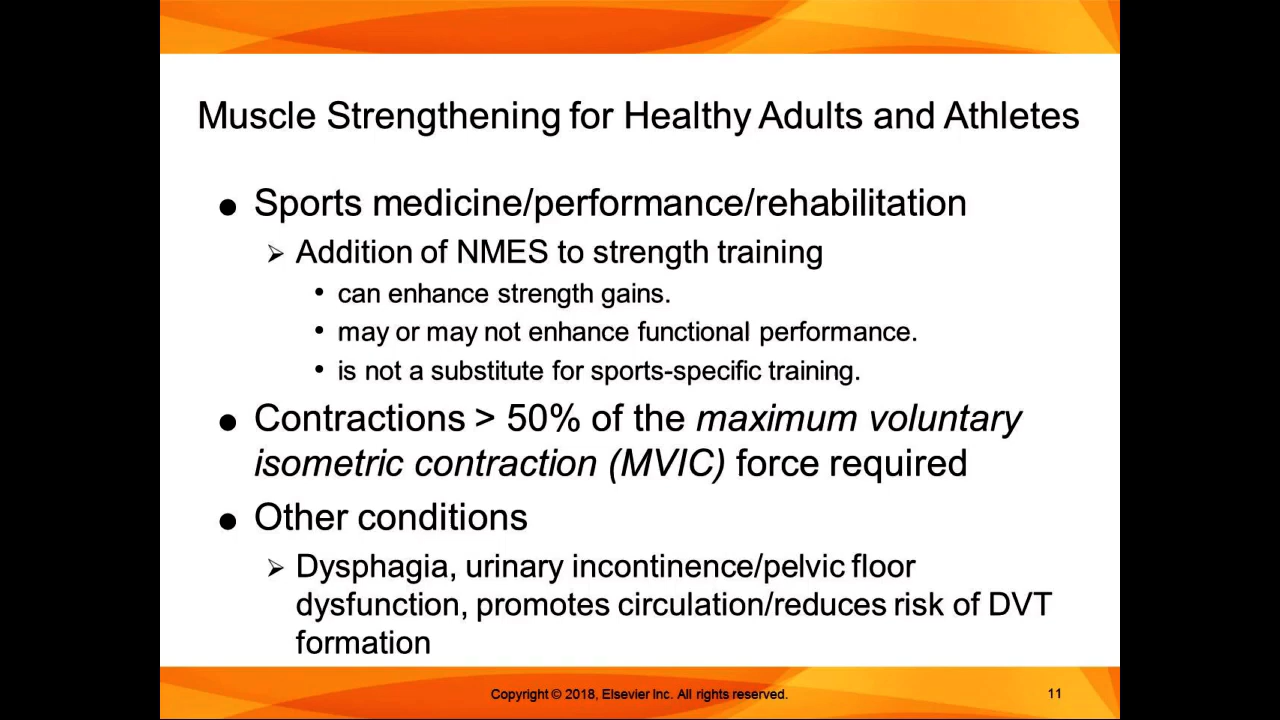 Muscle Strengthening for Healthy Adults and Athletes
● Sports medicine/performance/rehabilitation
➢ Addition of NMES to strength training
• can enhance strength gains.
• may or may not enhance functional performance.
• is not a substitute for sports-specific training.
● Contractions > 50% of the maximum voluntary
isometric contraction (MVIC) force required
● Other conditions
➢ Dysphagia, urinary incontinence/pelvic floor
dysfunction, promotes circulation/reduces risk of DVT
formation
Copyright © 2018, Elsevier Inc. All rights reserved.
11